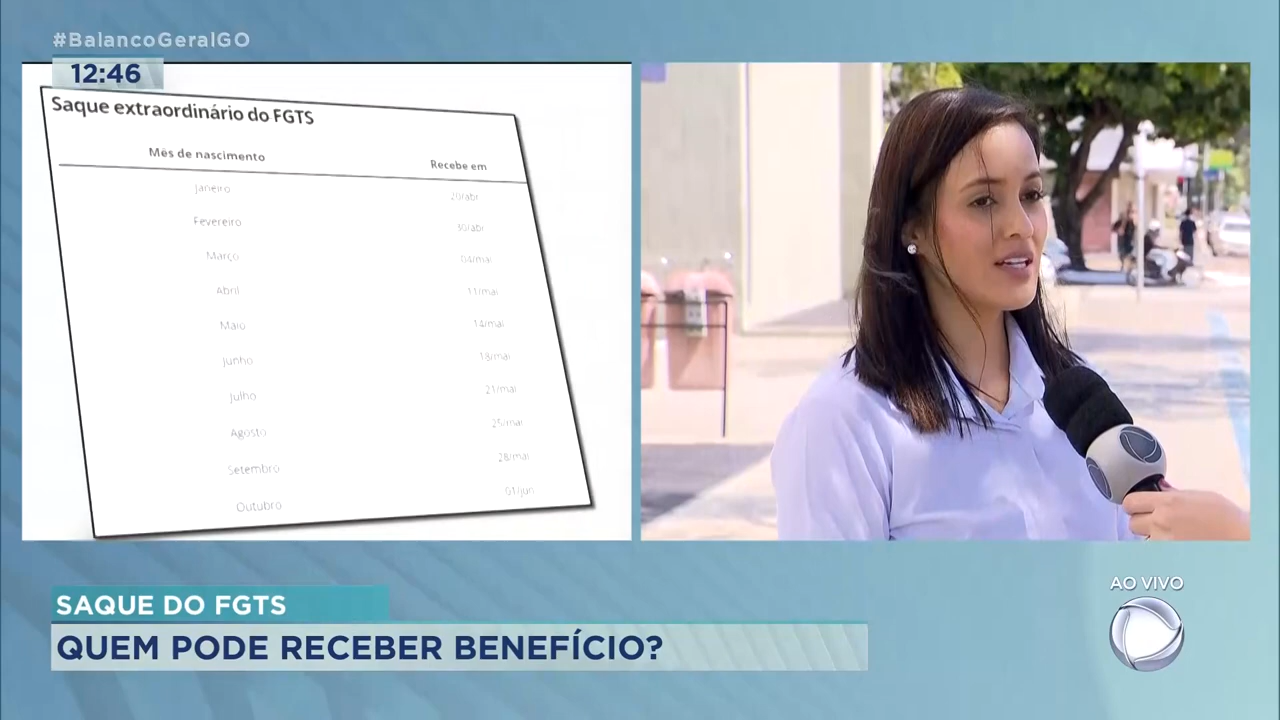 #BalancoGeralGO
12:46
Saque extraordinário do FGTS
Mês de nascimento Recebe em
Janeiro 20/abr
Fevereiro 30/abr
Março 04/mai
Abril 11/mai
Maio 14/mai
Junho 18/mai
Julho 21/mai
Agosto 25/mai
Setembro 28/mai
Outubro 01/jun
AO VIVO
SAQUE DO FGTS
QUEM PODE RECEBER BENEFÍCIO?